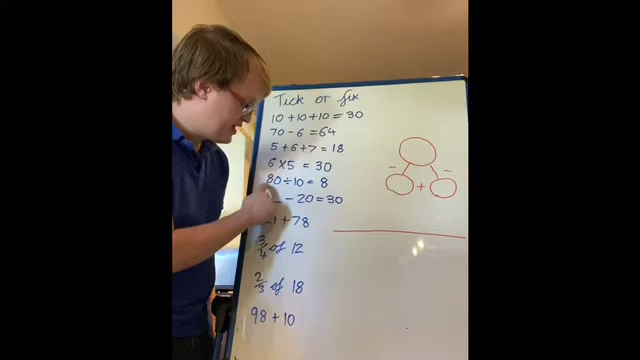 Tick or fix
10 + 10 + 10 = 30
70 - 6 = 64
5 + 6 + 7 = 18
6 x 5 = 30
80 ÷ 10 = 8
_ - 20 = 30
1 + 78
3/4 of 12
2/3 of 18
98 + 10
- -
+